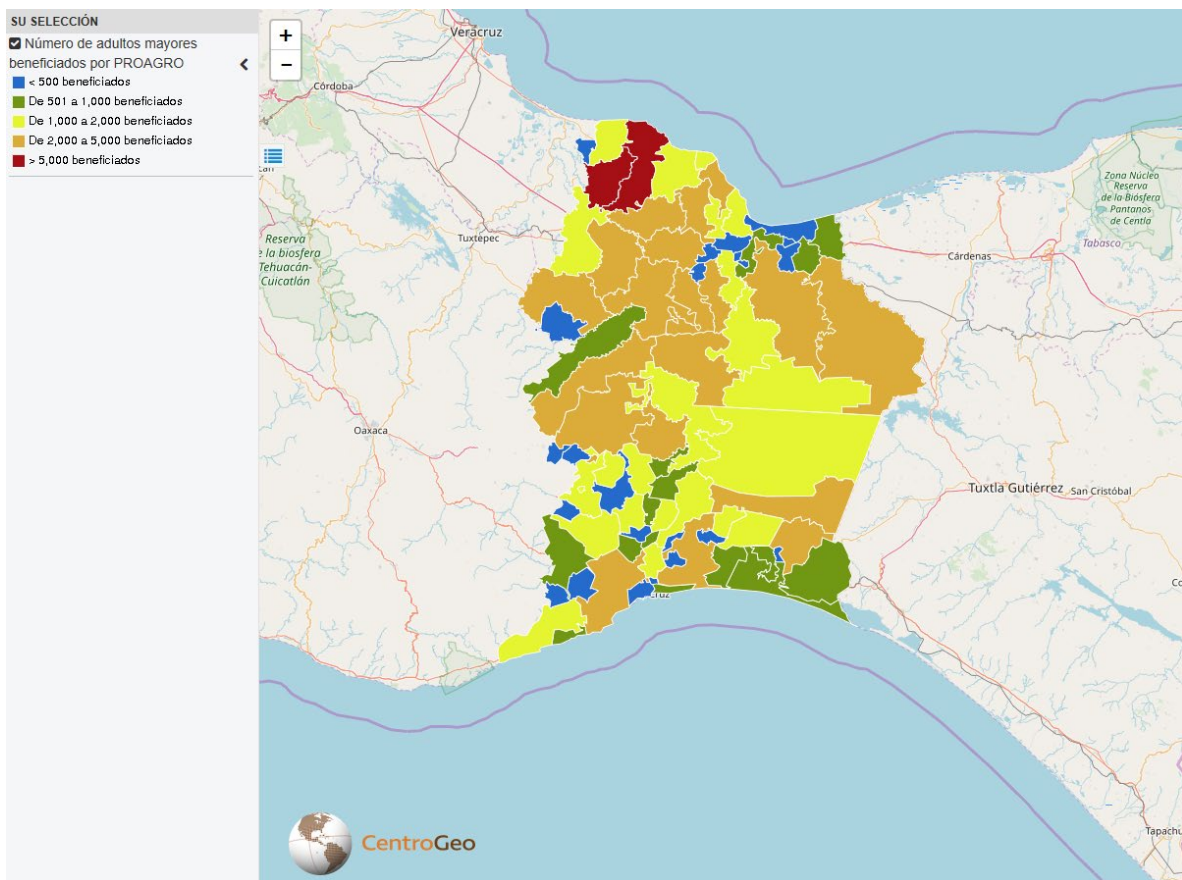 SU SELECCIÓN
Número de adultos mayores
beneficiados por PROAGRO
< 500 beneficiados
De 501 a 1,000 beneficiados
De 1,000 a 2,000 beneficiados
De 2,000 a 5,000 beneficiados
> 5,000 beneficiados
+
−
Veracruz
Córdoba
Zona Núcleo
Reserva
de la Biósfera
Pantanos
de Centla
Tabasco
Cárdenas
Tuxtepec
Reserva
e la biosfera
Tehuacán-
Cuicatlán
Oaxaca
Tuxtla Gutiérrez
San Cristóbal
Tapachu
CentroGeo